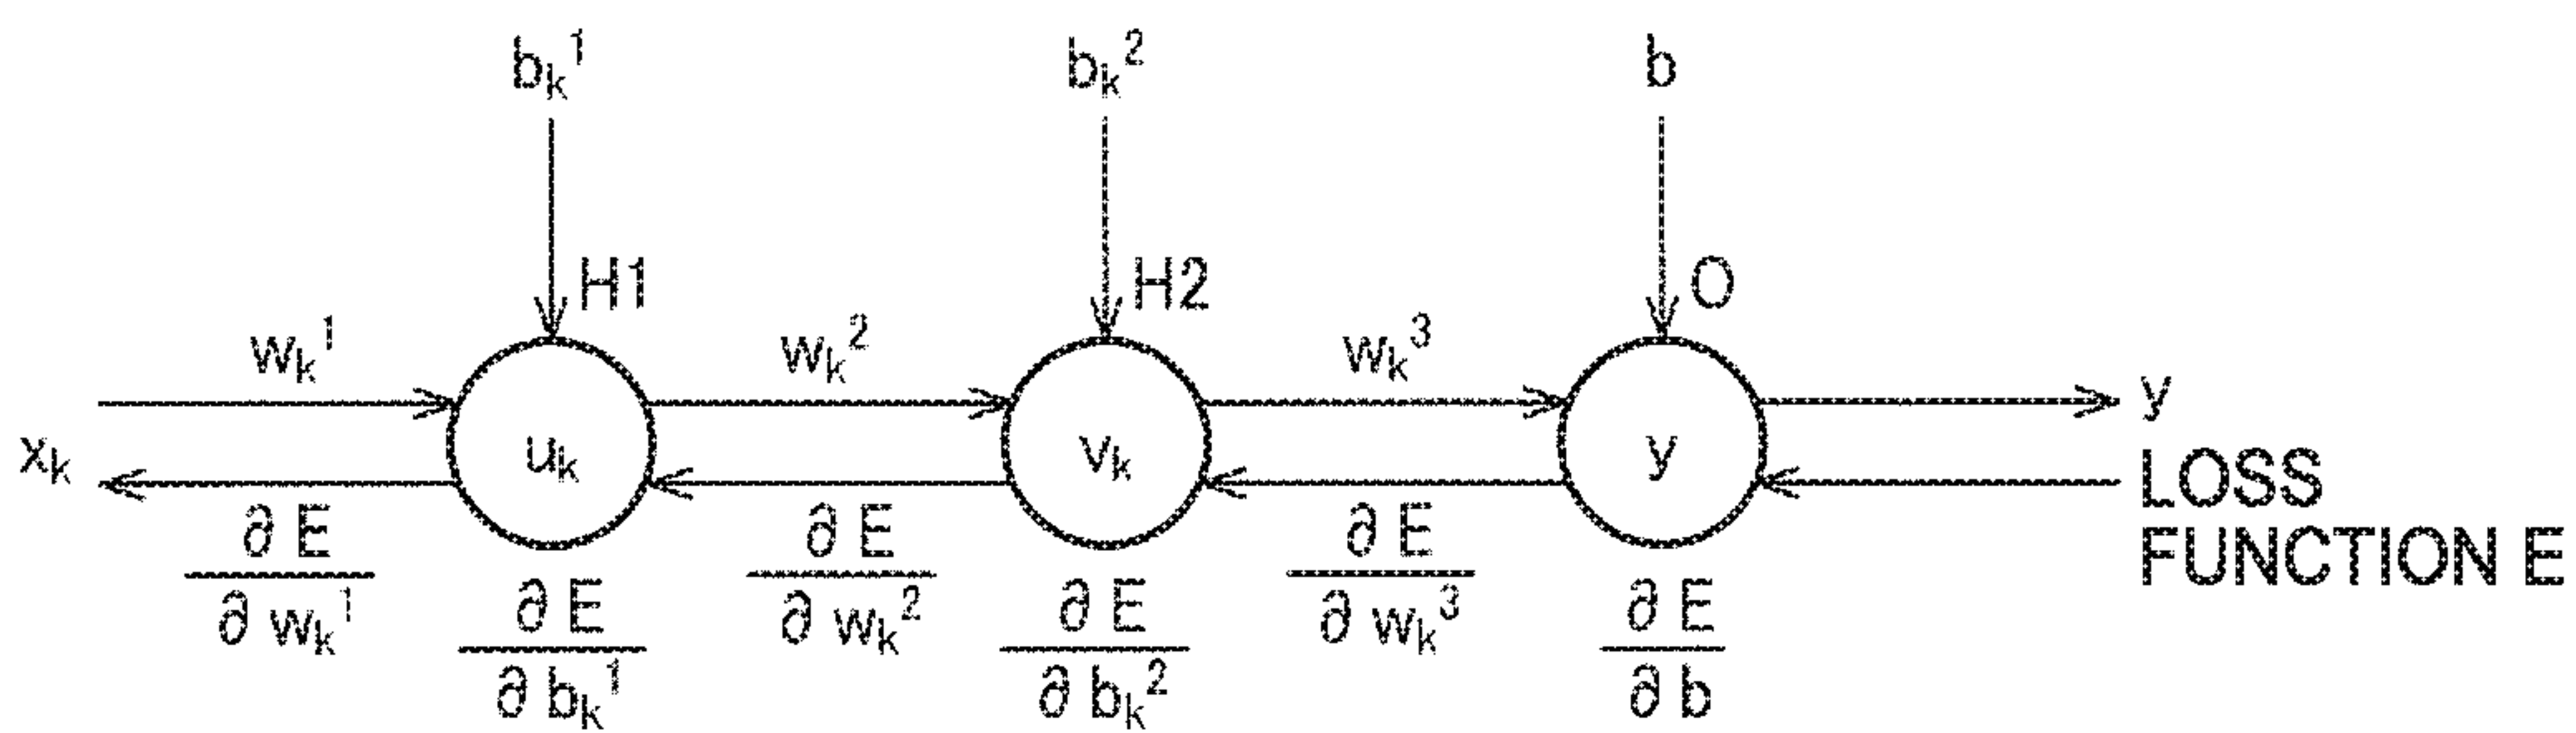 b_k^1 b_k^2 b
H1 H2 O
w_k^1 w_k^2 w_k^3
y
x_k u_k v_k y
LOSS
FUNCTION E
∂E/∂w_k^1 ∂E/∂w_k^2 ∂E/∂w_k^3
∂E/∂b_k^1 ∂E/∂b_k^2 ∂E/∂b